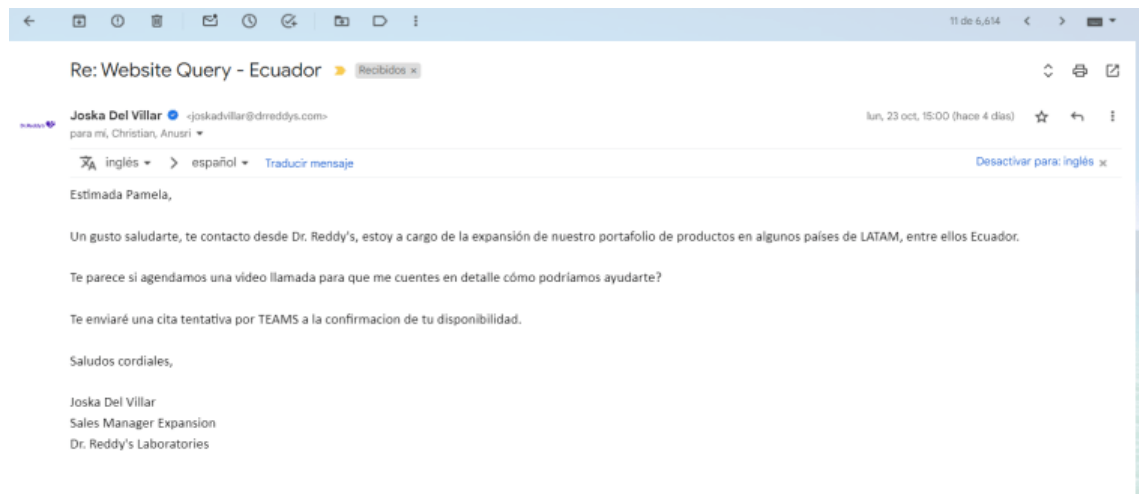 11 de 6,614
Re: Website Query - Ecuador
Recibidos x
Joska Del Villar <joskadvillar@drreddys.com>
lun, 23 oct, 15:00 (hace 4 días)
para mí, Christian, Anusri
inglés > español Traducir mensaje
Desactivar para: inglés x
Estimada Pamela,
Un gusto saludarte, te contacto desde Dr. Reddy's, estoy a cargo de la expansión de nuestro portafolio de productos en algunos países de LATAM, entre ellos Ecuador.
Te parece si agendamos una video llamada para que me cuentes en detalle cómo podríamos ayudarte?
Te enviaré una cita tentativa por TEAMS a la confirmacion de tu disponibilidad.
Saludos cordiales,
Joska Del Villar
Sales Manager Expansion
Dr. Reddy's Laboratories